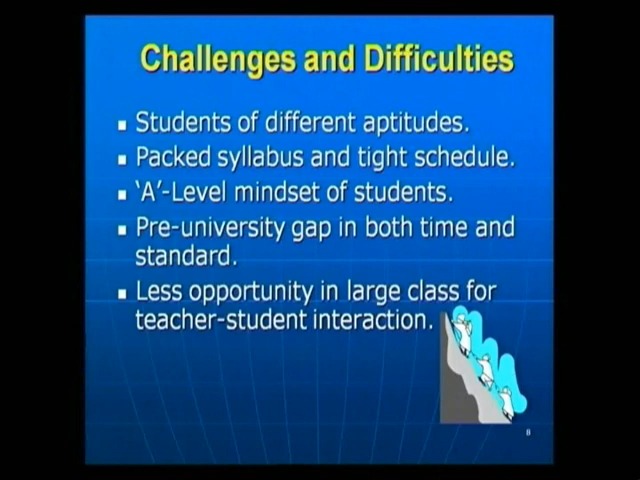 Challenges and Difficulties
▪ Students of different aptitudes.
▪ Packed syllabus and tight schedule.
▪ ‘A’-Level mindset of students.
▪ Pre-university gap in both time and
standard.
▪ Less opportunity in large class for
teacher-student interaction.
8